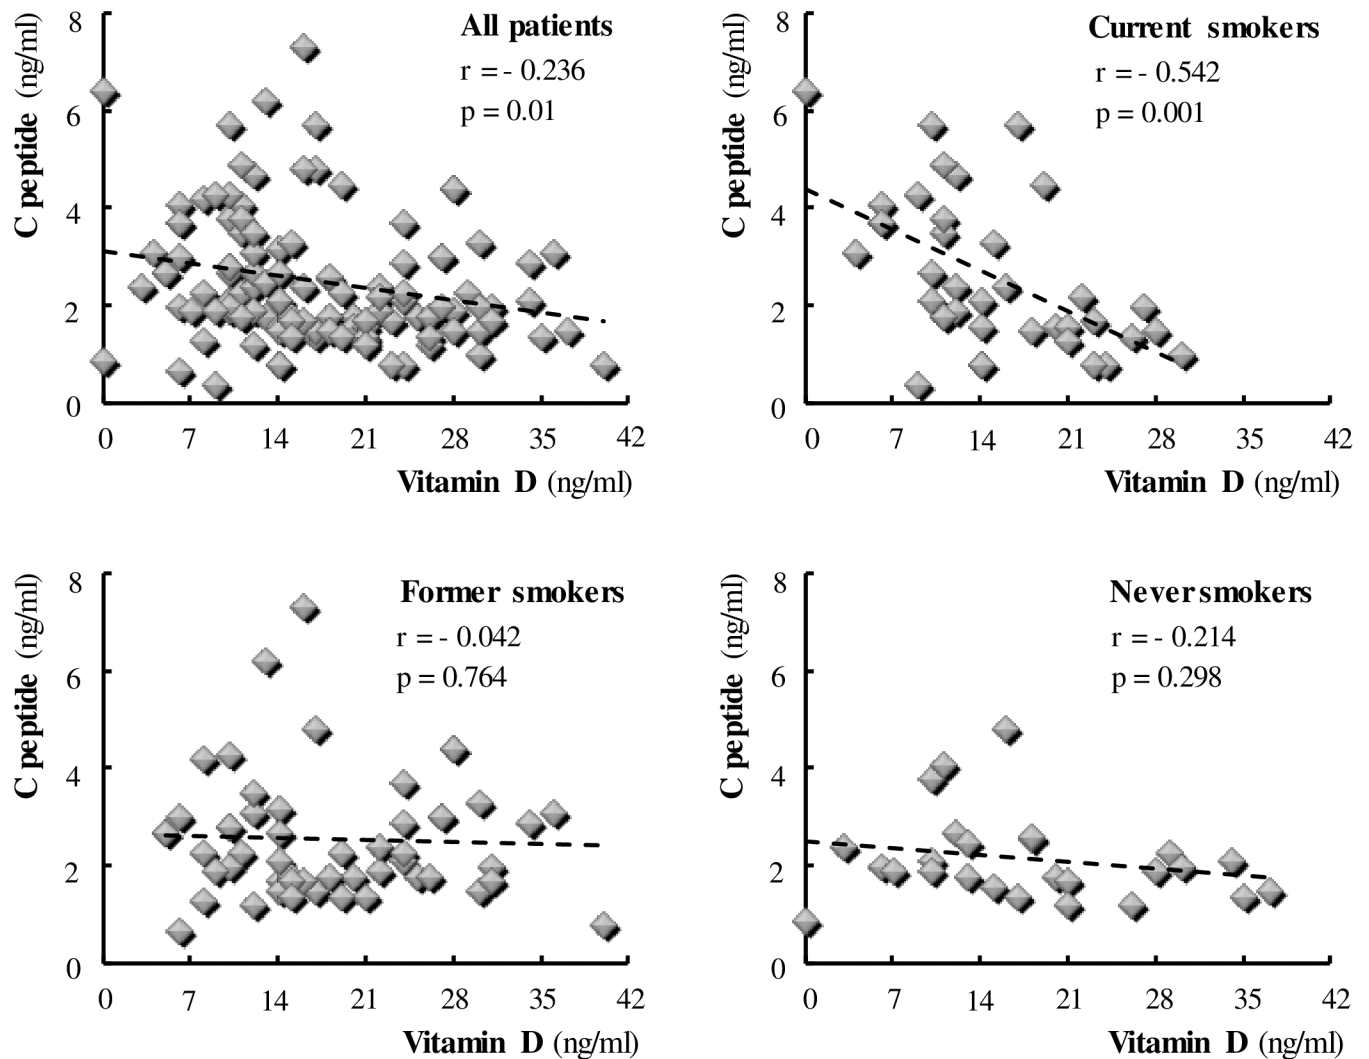 All patients
r = - 0.236
p = 0.01
C peptide (ng/ml)
8
6
4
2
0
0 7 14 21 28 35 42
Vitamin D (ng/ml)
Current smokers
r = - 0.542
p = 0.001
C peptide (ng/ml)
8
6
4
2
0
0 7 14 21 28 35 42
Vitamin D (ng/ml)
Former smokers
r = - 0.042
p = 0.764
C peptide (ng/ml)
8
6
4
2
0
0 7 14 21 28 35 42
Vitamin D (ng/ml)
Never smokers
r = - 0.214
p = 0.298
C peptide (ng/ml)
8
6
4
2
0
0 7 14 21 28 35 42
Vitamin D (ng/ml)